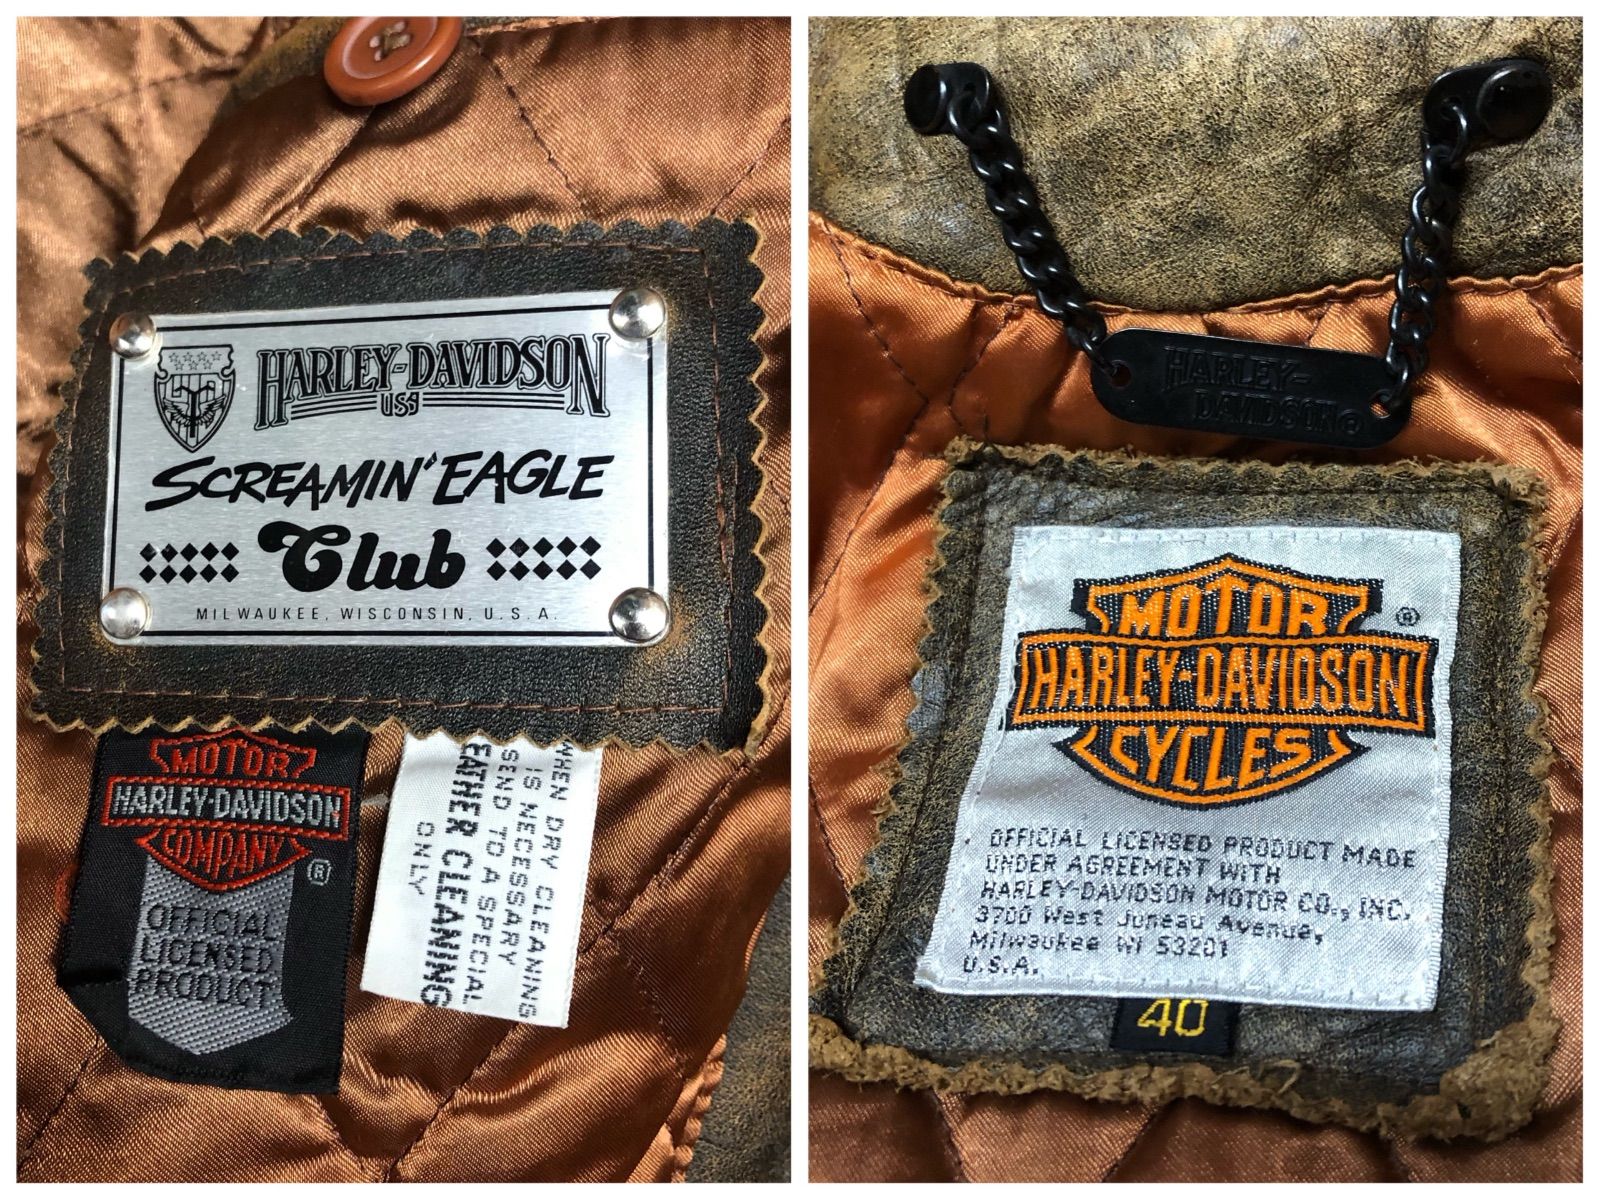 HARLEY-DAVIDSON
USA
SCREAMIN' EAGLE
Club
MILWAUKEE, WISCONSIN, U.S.A.
MOTOR
HARLEY-DAVIDSON
COMPANY
®
OFFICIAL
LICENSED
PRODUCT
WHEN DRY CLEANING
IS NECESSARY
SEND TO A SPECIAL
LEATHER CLEANING
ONLY
HARLEY-
DAVIDSON®
MOTOR ®
HARLEY-DAVIDSON
CYCLES
OFFICIAL LICENSED PRODUCT MADE
UNDER AGREEMENT WITH
HARLEY-DAVIDSON MOTOR CO., INC.
3700 West Juneau Avenue,
Milwaukee WI 53201
U.S.A.
40